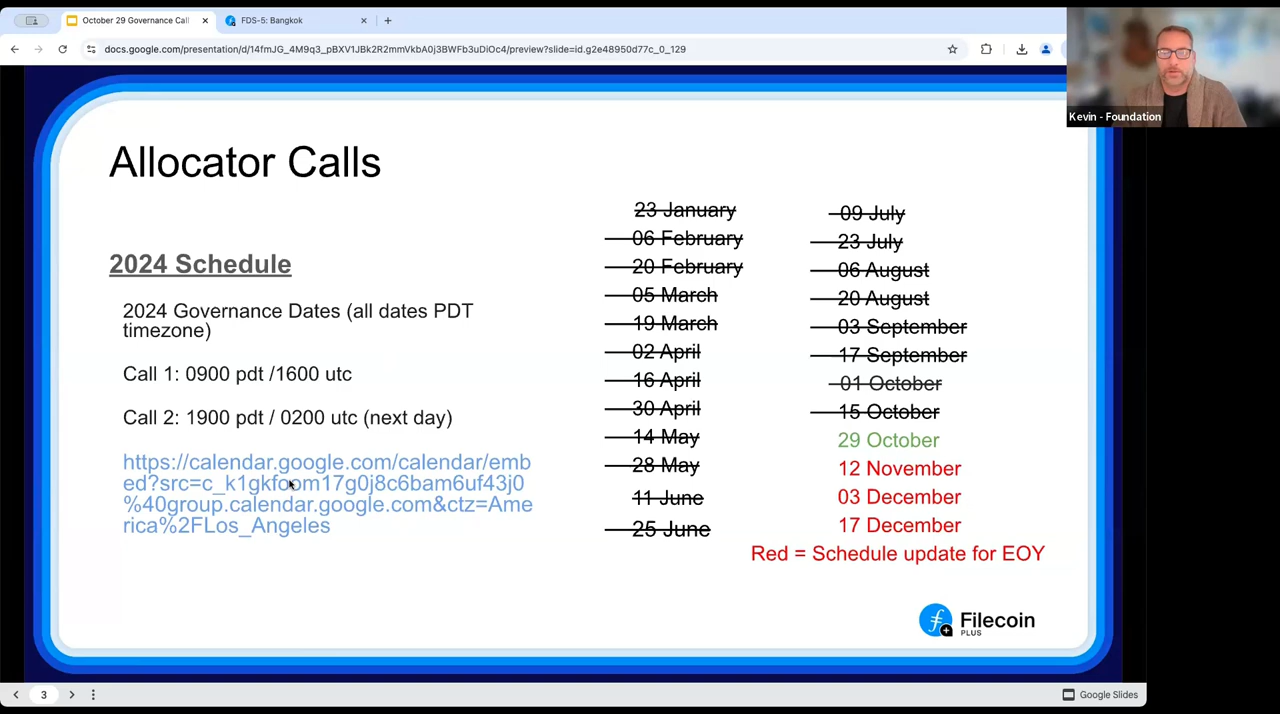 October 29 Governance Call
FDS-5: Bangkok
docs.google.com/presentation/d/14fmJG_4M9q3_pBXV1JBk2R2mmVkbA0j3BWFb3uDiOc4/preview?slide=id.g2e48950d77c_0_129
Kevin - Foundation
Allocator Calls
2024 Schedule
2024 Governance Dates (all dates PDT
timezone)
Call 1: 0900 pdt /1600 utc
Call 2: 1900 pdt / 0200 utc (next day)
https://calendar.google.com/calendar/emb
ed?src=c_k1gkfoom17g0j8c6bam6uf43j0
%40group.calendar.google.com&ctz=Ame
rica%2FLos_Angeles
23 January
06 February
20 February
05 March
19 March
02 April
16 April
30 April
14 May
28 May
11 June
25 June
09 July
23 July
06 August
20 August
03 September
17 September
01 October
15 October
29 October
12 November
03 December
17 December
Red = Schedule update for EOY
Filecoin
PLUS
3
Google Slides